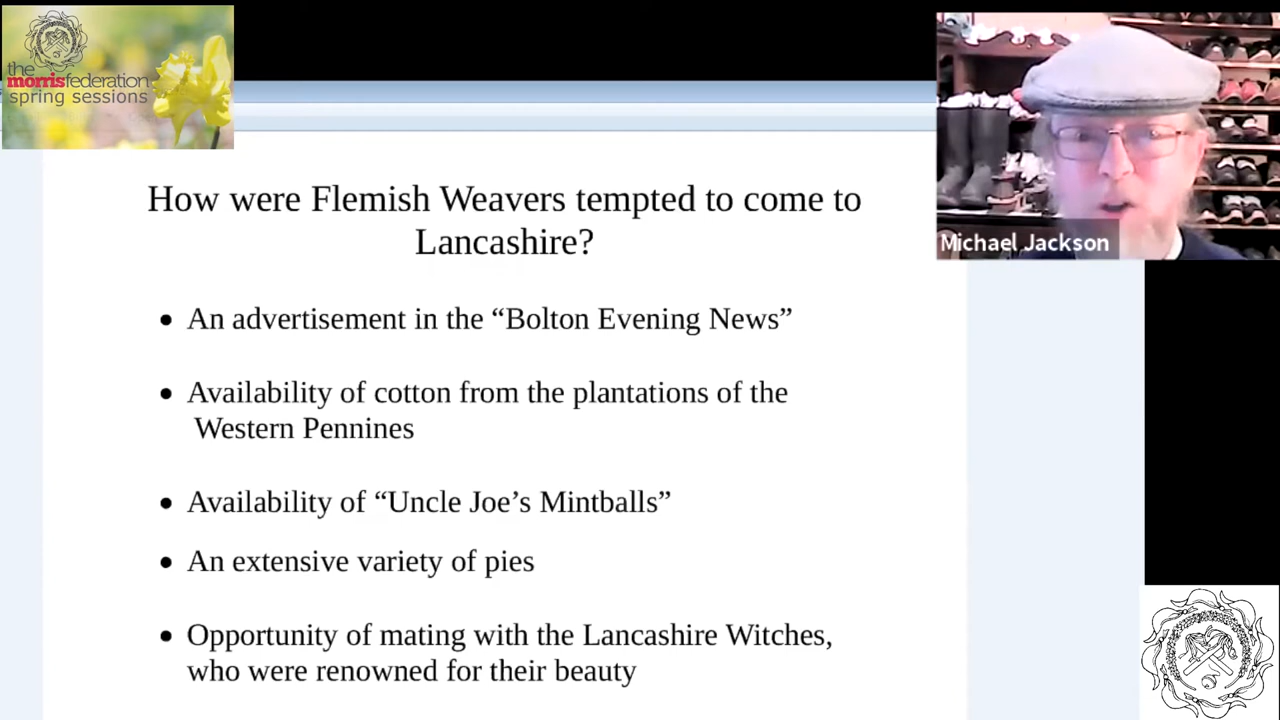 the
morrisfederation
spring sessions
Michael Jackson
How were Flemish Weavers tempted to come to
Lancashire?
• An advertisement in the “Bolton Evening News”
• Availability of cotton from the plantations of the
Western Pennines
• Availability of “Uncle Joe’s Mintballs”
• An extensive variety of pies
• Opportunity of mating with the Lancashire Witches,
who were renowned for their beauty